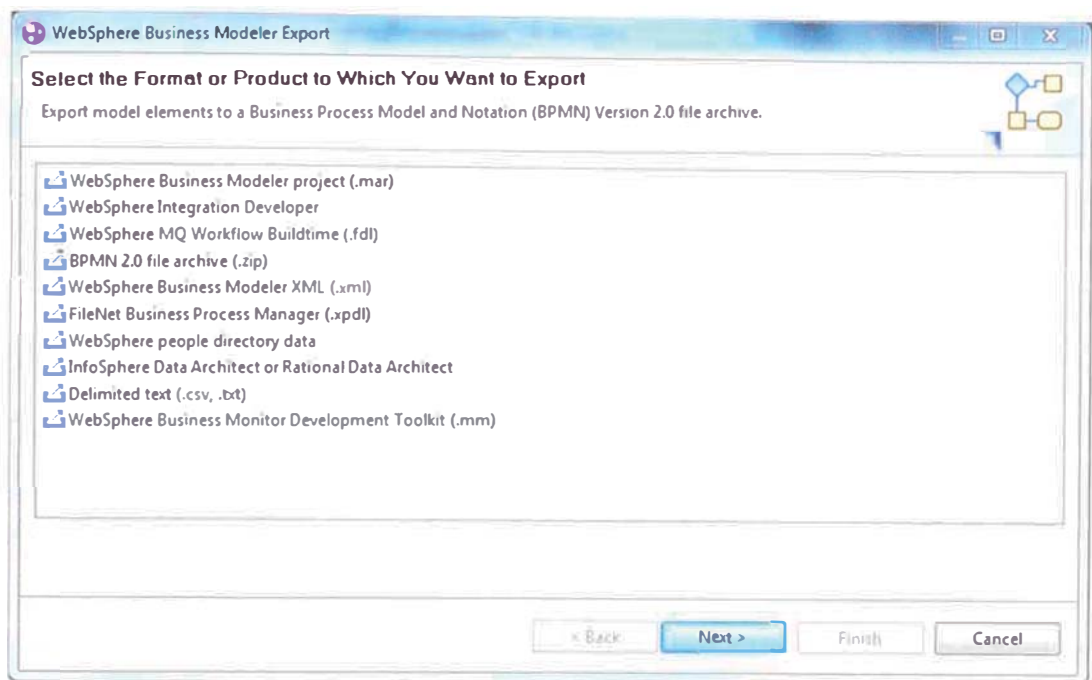 WebSphere Business Modeler Export
Select the Format or Product to Which You Want to Export
Export model elements to a Business Process Model and Notation (BPMN) Version 2.0 file archive.
WebSphere Business Modeler project (.mar)
WebSphere Integration Developer
WebSphere MQ Workflow Buildtime (.fdl)
BPMN 2.0 file archive (.zip)
WebSphere Business Modeler XML (.xml)
FileNet Business Process Manager (.xpdl)
WebSphere people directory data
InfoSphere Data Architect or Rational Data Architect
Delimited text (.csv, .txt)
WebSphere Business Monitor Development Toolkit (.mm)
< Back Next > Finish Cancel